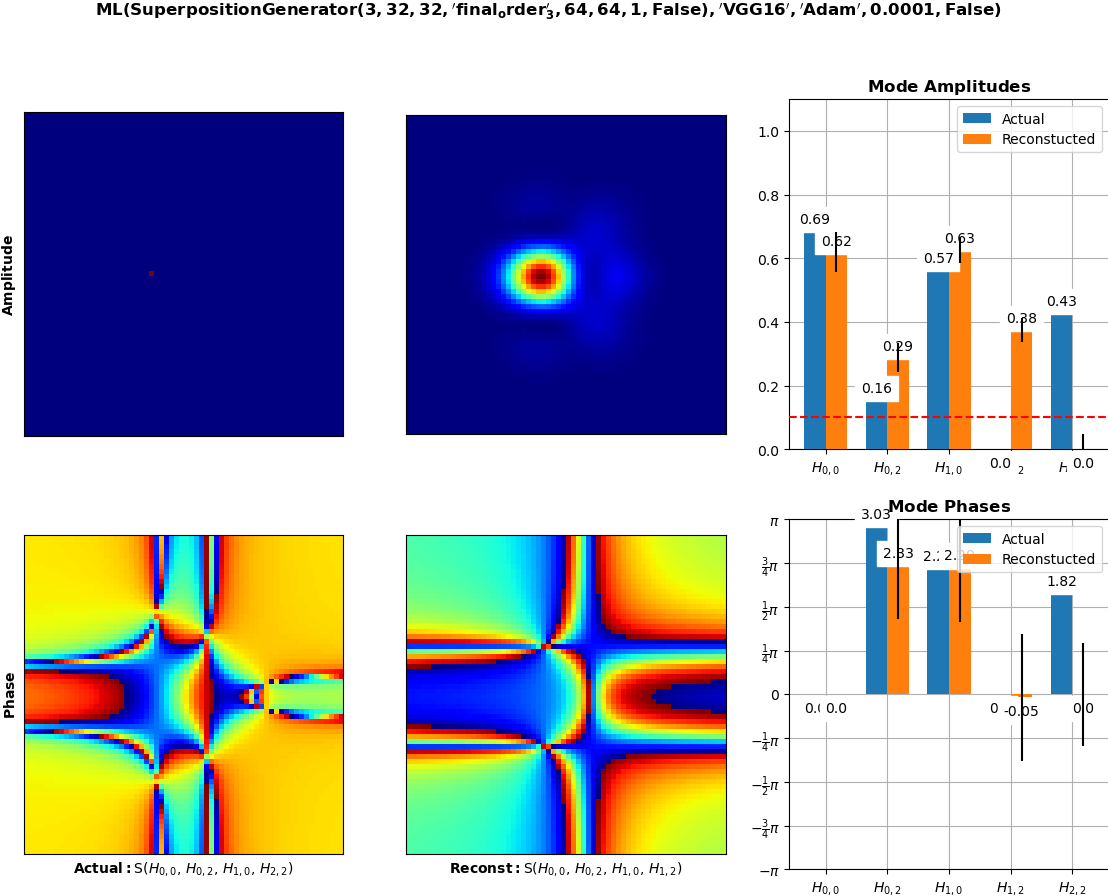 ML(SuperpositionGenerator(3, 32, 32, 'final_order'_3, 64, 64, 1, False), 'VGG16', 'Adam', 0.0001, False)
Mode Amplitudes
Actual
Reconstucted
1.0
0.8
0.6
0.4
0.2
0.0
0.69
0.62
0.16
0.29
0.57
0.63
0.0
0.38
0.43
0.0
H0,0
H0,2
H1,0
2
Amplitude
Mode Phases
Actual
Reconstucted
π
3/4π
1/2π
1/4π
0
−1/4π
−1/2π
−3/4π
−π
0.0
3.03
2.33
-0.05
1.82
0.0
H0,0
H0,2
H1,0
H1,2
H2,2
Phase
Actual: S(H0,0, H0,2, H1,0, H2,2)
Reconst: S(H0,0, H0,2, H1,0, H1,2)